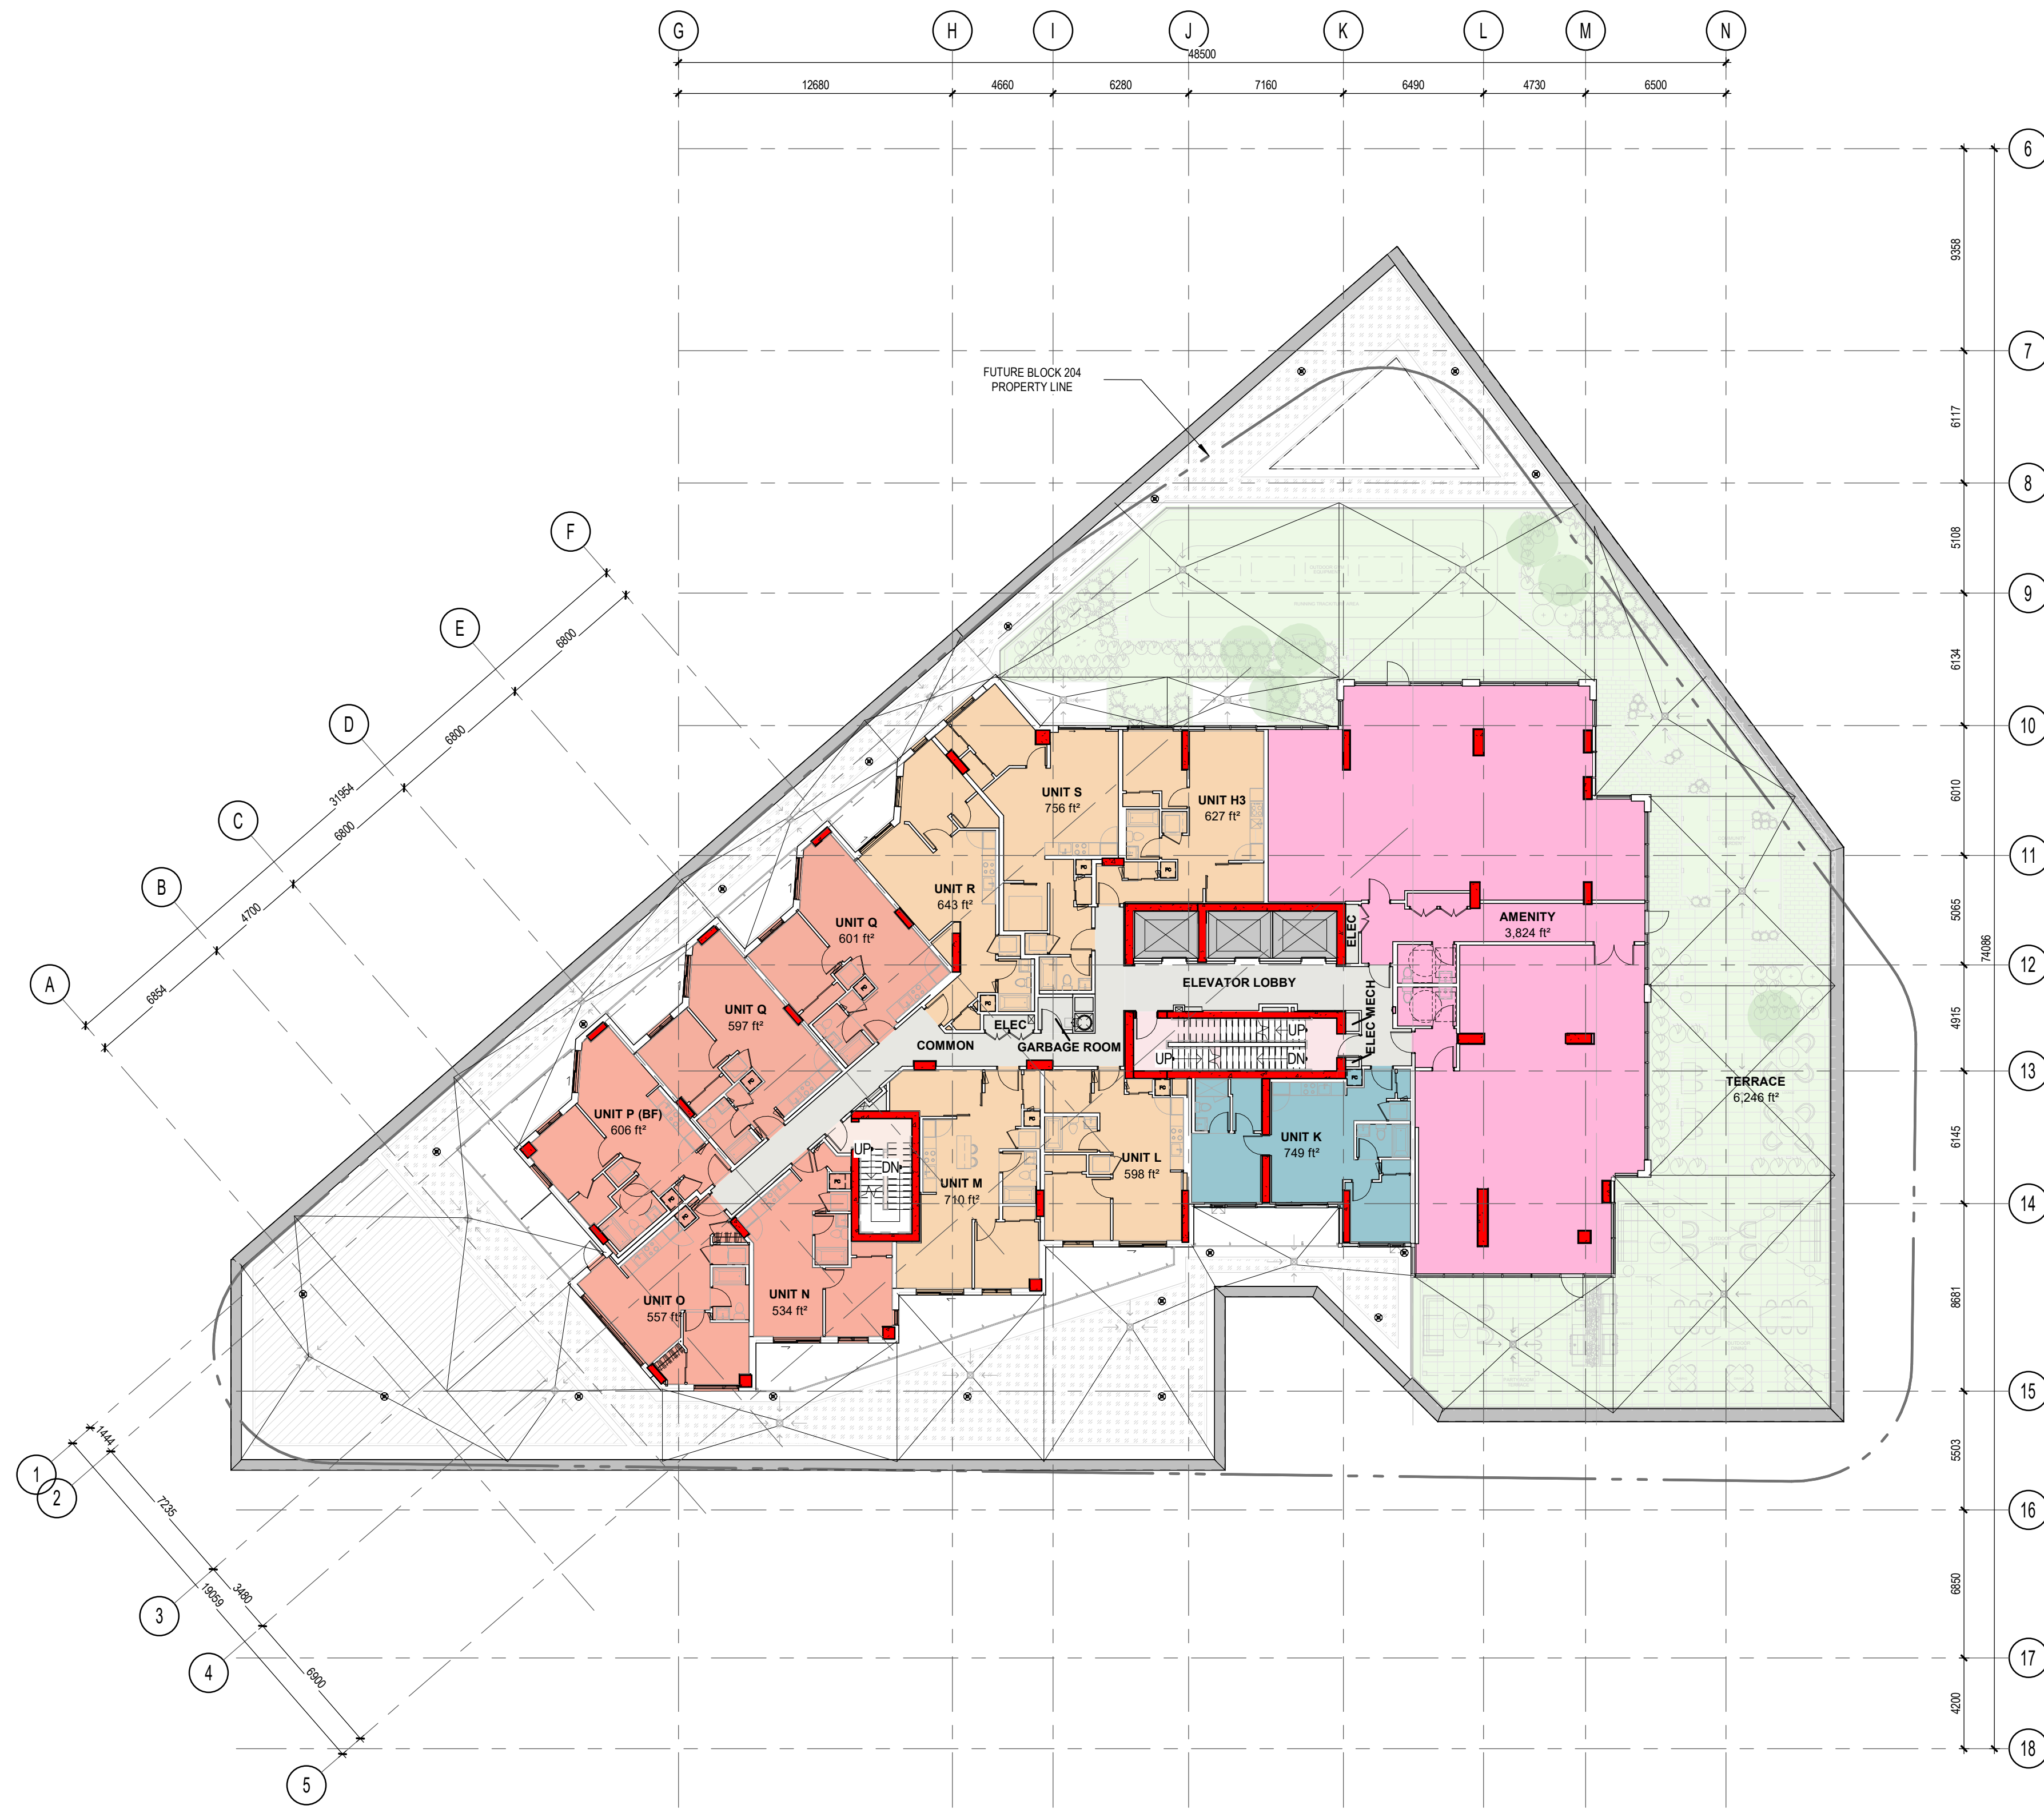 G
H
I
J
K
L
M
N
48500
12680
4660
6280
7160
6490
4730
6500
6
7
8
9
10
11
12
13
14
15
16
17
18
9358
6117
5108
6134
6010
5065
4915
6145
8681
5503
6850
4200
74086
FUTURE BLOCK 204
PROPERTY LINE
F
E
D
C
B
A
6800
6800
6800
4700
6854
31954
UNIT S
756 ft²
UNIT H3
627 ft²
UNIT R
643 ft²
UNIT Q
601 ft²
UNIT Q
597 ft²
UNIT P (BF)
606 ft²
UNIT O
557 ft²
UNIT N
534 ft²
UNIT M
710 ft²
UNIT L
598 ft²
UNIT K
749 ft²
AMENITY
3,824 ft²
TERRACE
6,246 ft²
ELEC
ELEVATOR LOBBY
ELEC MECH
ELEC
COMMON
GARBAGE ROOM
UP
UP
DN
UP
DN
1
2
3
4
5
1444
7235
3480
6900
19059